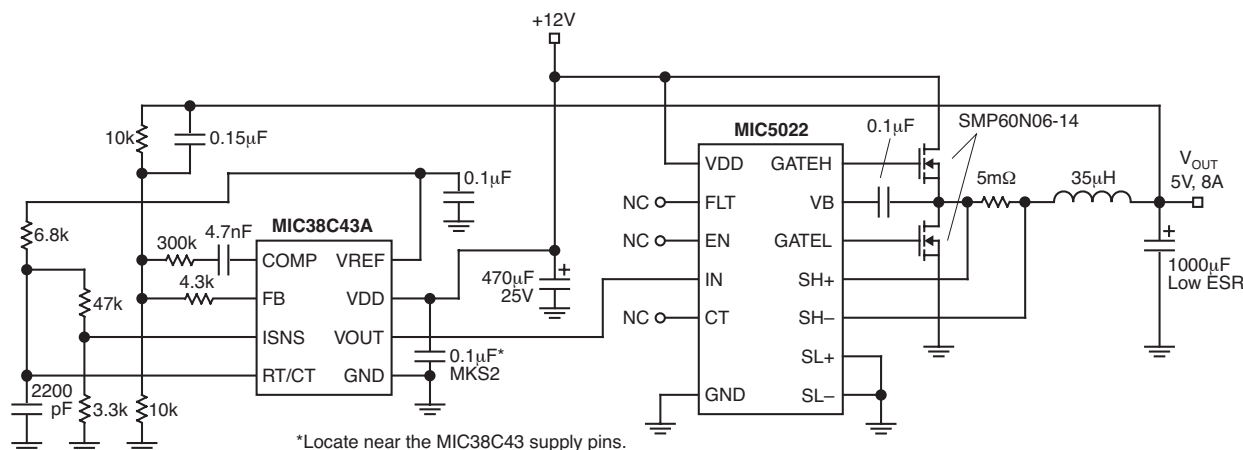 +12V
10k
0.15µF
MIC5022
0.1µF
SMP60N06-14
VDD
GATEH
VOUT
5V, 8A
5mΩ
35µH
0.1µF
NC
FLT
VB
6.8k
MIC38C43A
NC
EN
GATEL
300k
4.7nF
COMP
VREF
470µF
25V
+
IN
SH+
+
1000µF
Low ESR
4.3k
FB
VDD
NC
CT
SH–
47k
ISNS
VOUT
0.1µF*
MKS2
SL+
RT/CT
GND
GND
SL–
2200
pF
3.3k
10k
*Locate near the MIC38C43 supply pins.